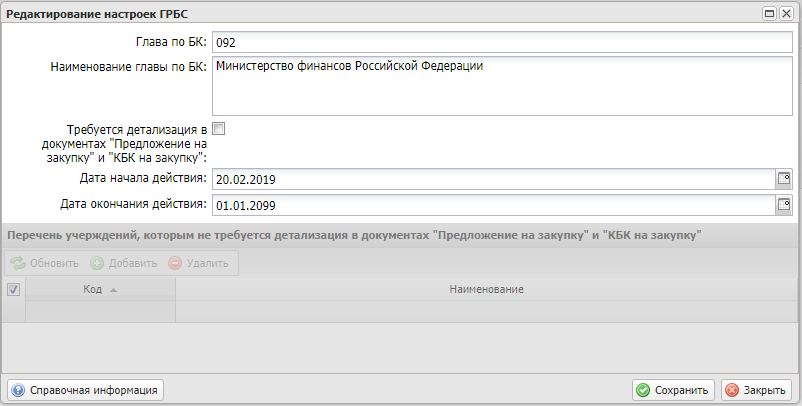 Редактирование настроек ГРБС
Глава по БК: 092
Наименование главы по БК: Министерство финансов Российской Федерации
Требуется детализация в
документах "Предложение на
закупку" и "КБК на закупку":
Дата начала действия: 20.02.2019
Дата окончания действия: 01.01.2099
Перечень учерждений, которым не требуется детализация в документах "Предложение на закупку" и "КБК на закупку"
Обновить Добавить Удалить
Код Наименование
Справочная информация Сохранить Закрыть